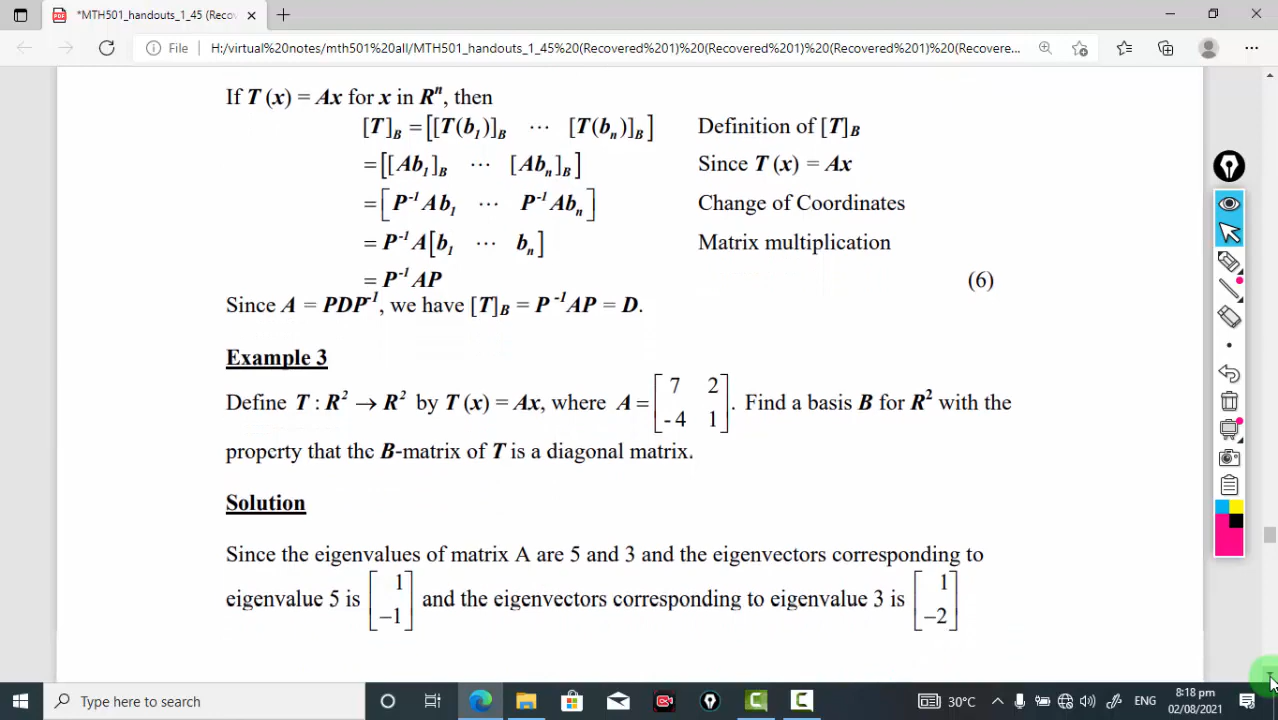 *MTH501_handouts_1_45 (Reco
File | H:/virtual%20notes/mth501%20all/MTH501_handouts_1_45%20(Recovered%201)%20(Recovered%201)%20(Recovered%201)%20(Recovere...
If T (x) = Ax for x in Rⁿ, then
[T]_B = [[T(b₁)]_B ⋯ [T(bₙ)]_B] Definition of [T]_B
= [[Ab₁]_B ⋯ [Abₙ]_B] Since T (x) = Ax
= [P⁻¹Ab₁ ⋯ P⁻¹Abₙ] Change of Coordinates
= P⁻¹A[b₁ ⋯ bₙ] Matrix multiplication
= P⁻¹AP (6)
Since A = PDP⁻¹, we have [T]_B = P⁻¹AP = D.
Example 3
Define T : R² → R² by T (x) = Ax, where A = [7 2; -4 1]. Find a basis B for R² with the
property that the B-matrix of T is a diagonal matrix.
Solution
Since the eigenvalues of matrix A are 5 and 3 and the eigenvectors corresponding to
eigenvalue 5 is [1; −1] and the eigenvectors corresponding to eigenvalue 3 is [1; −2]
Type here to search
30°C
ENG
8:18 pm
02/08/2021